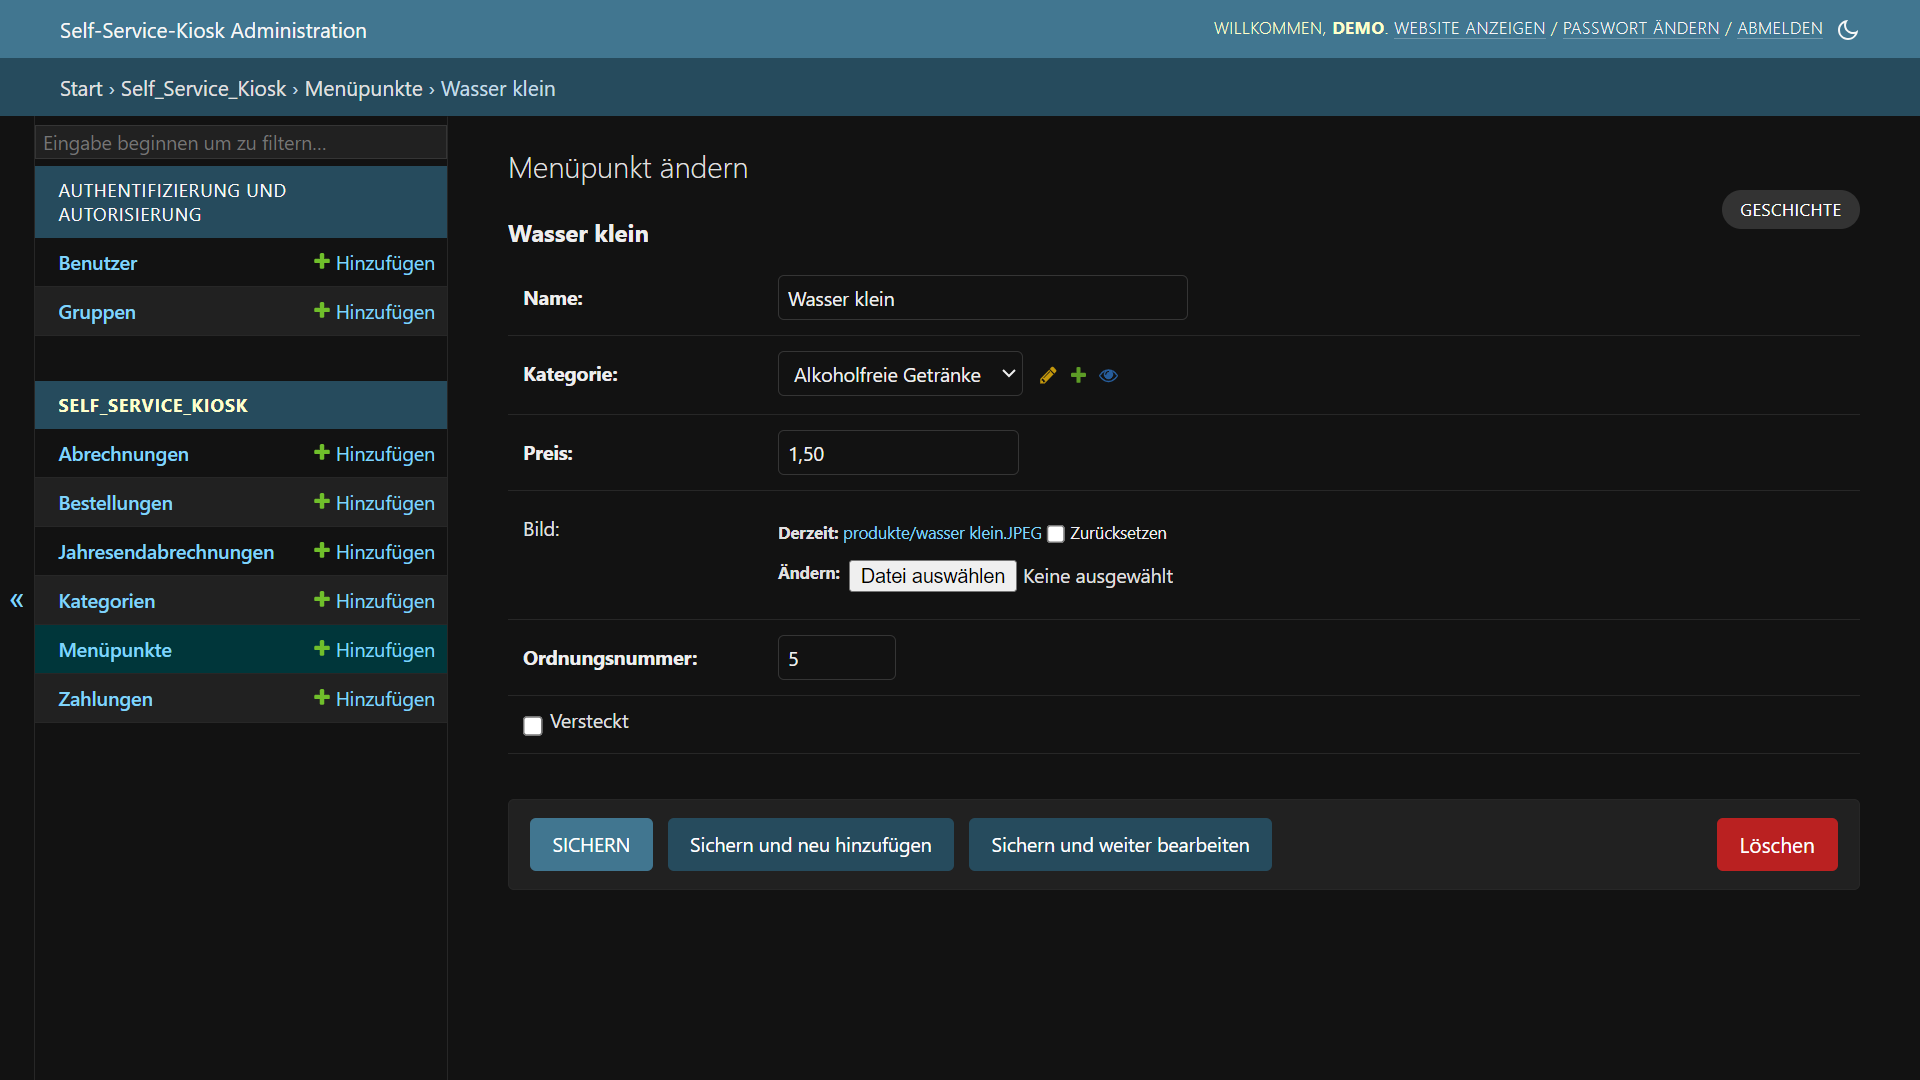 Self-Service-Kiosk Administration
WILLKOMMEN, DEMO. WEBSITE ANZEIGEN / PASSWORT ÄNDERN / ABMELDEN
Start › Self_Service_Kiosk › Menüpunkte › Wasser klein
Eingabe beginnen um zu filtern...
AUTHENTIFIZIERUNG UND
AUTORISIERUNG
Benutzer Hinzufügen
Gruppen Hinzufügen
SELF_SERVICE_KIOSK
Abrechnungen Hinzufügen
Bestellungen Hinzufügen
Jahresendabrechnungen Hinzufügen
Kategorien Hinzufügen
Menüpunkte Hinzufügen
Zahlungen Hinzufügen
«
Menüpunkt ändern
GESCHICHTE
Wasser klein
Name: Wasser klein
Kategorie: Alkoholfreie Getränke
Preis: 1,50
Bild: Derzeit: produkte/wasser klein.JPEG Zurücksetzen
Ändern: Datei auswählen Keine ausgewählt
Ordnungsnummer: 5
Versteckt
SICHERN Sichern und neu hinzufügen Sichern und weiter bearbeiten Löschen